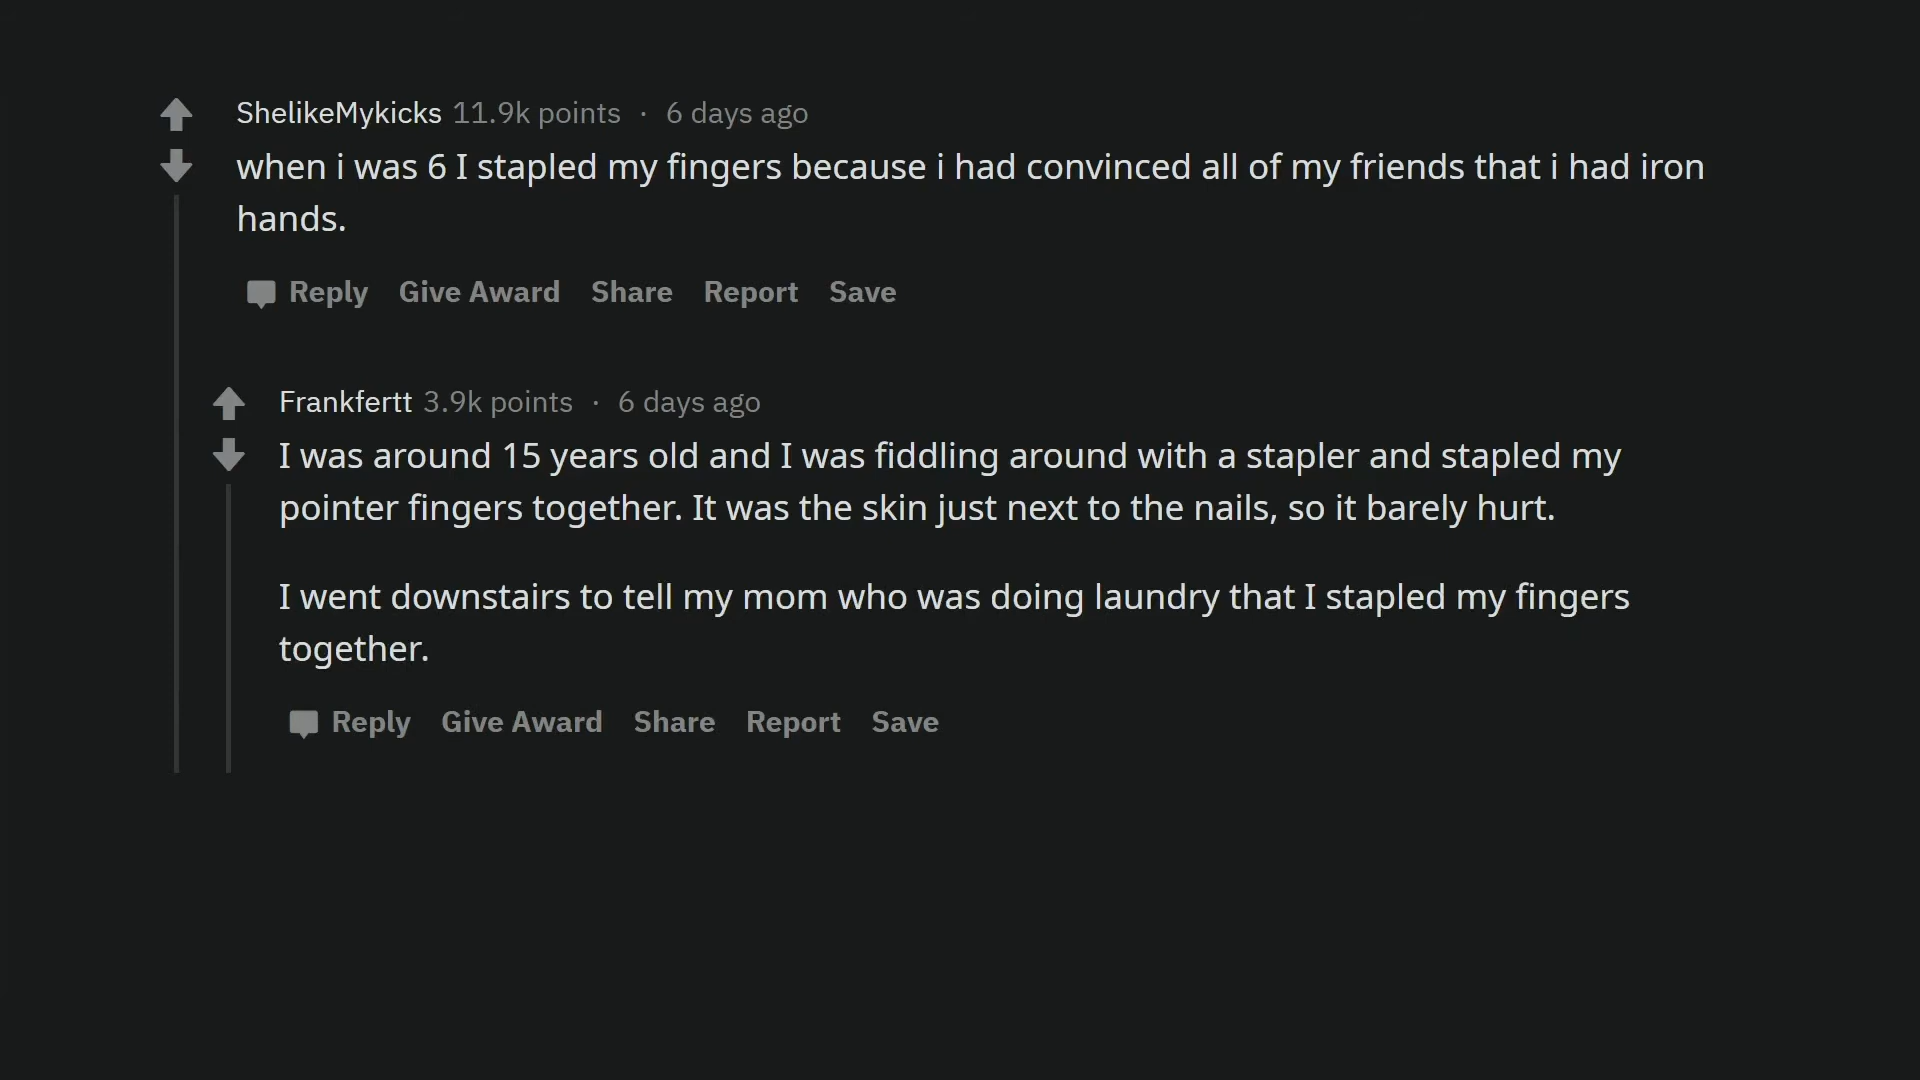 ShelikeMykicks 11.9k points · 6 days ago
when i was 6 I stapled my fingers because i had convinced all of my friends that i had iron
hands.
Reply Give Award Share Report Save
Frankfertt 3.9k points · 6 days ago
I was around 15 years old and I was fiddling around with a stapler and stapled my
pointer fingers together. It was the skin just next to the nails, so it barely hurt.
I went downstairs to tell my mom who was doing laundry that I stapled my fingers
together.
Reply Give Award Share Report Save